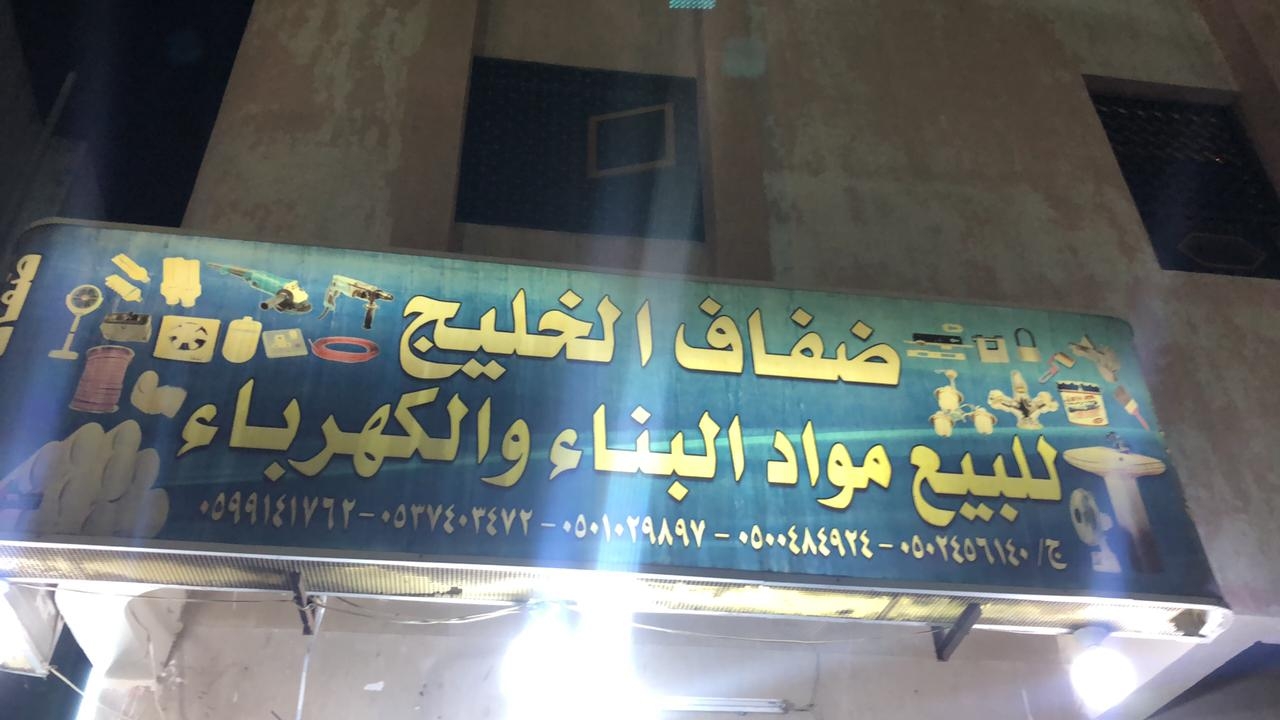 ضفاف الخليج
للبيع مواد البناء والكهرباء
ج/ ٠٥٠٢٤٥٦١٤٠ - ٠٥٠٠٤٨٤٩٢٤ - ٠٥٠١٠٢٩٨٩٧ - ٠٥٣٧٤٠٣٤٧٢ - ٠٥٩٩١٤١٧٦٢